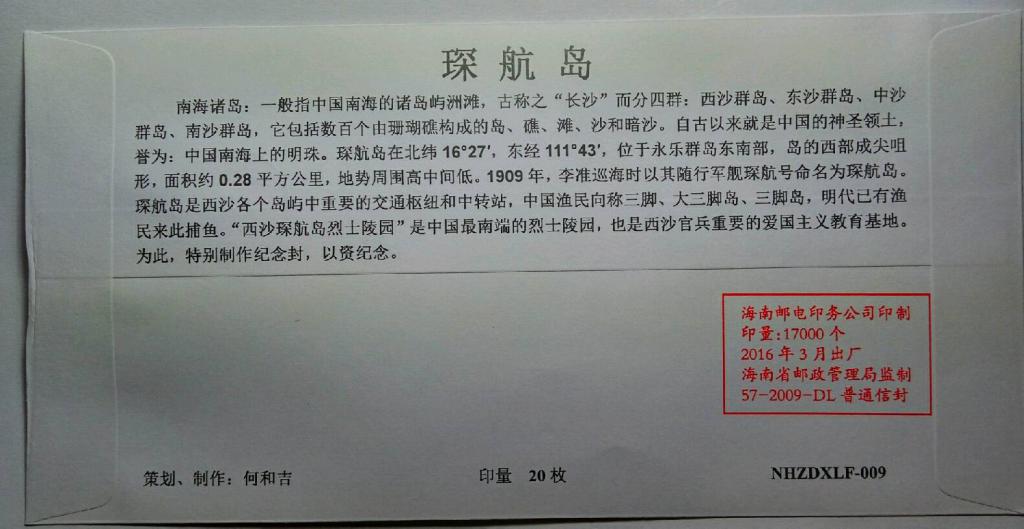 琛航岛
南海诸岛：一般指中国南海的诸岛屿洲滩，古称之“长沙”而分四群：西沙群岛、东沙群岛、中沙
群岛、南沙群岛，它包括数百个由珊瑚礁构成的岛、礁、滩、沙和暗沙。自古以来就是中国的神圣领土，
誉为：中国南海上的明珠。琛航岛在北纬 16°27′，东经 111°43′，位于永乐群岛东南部，岛的西部成尖咀
形，面积约 0.28 平方公里，地势周围高中间低。1909 年，李准巡海时以其随行军舰琛航号命名为琛航岛。
琛航岛是西沙各个岛屿中重要的交通枢纽和中转站，中国渔民向称三脚、大三脚岛、三脚岛，明代已有渔
民来此捕鱼。“西沙琛航岛烈士陵园”是中国最南端的烈士陵园，也是西沙官兵重要的爱国主义教育基地。
为此，特别制作纪念封，以资纪念。
海南邮电印务公司印制
印量:17000 个
2016 年 3 月出厂
海南省邮政管理局监制
57-2009-DL 普通信封
策划、制作：何和吉
印量 20 枚
NHZDXLF-009